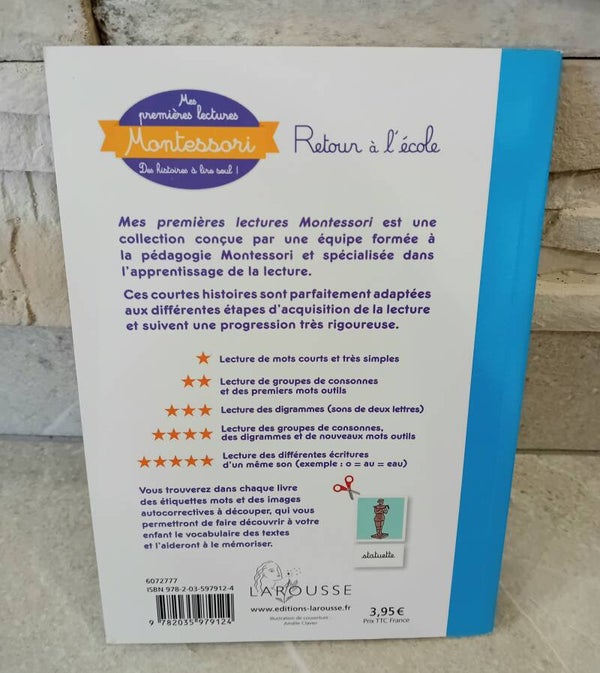 Mes
premières lectures
Montessori
Des histoires à lire seul !
Retour à l'école
Mes premières lectures Montessori est une
collection conçue par une équipe formée à
la pédagogie Montessori et spécialisée dans
l'apprentissage de la lecture.
Ces courtes histoires sont parfaitement adaptées
aux différentes étapes d'acquisition de la lecture
et suivent une progression très rigoureuse.
Lecture de mots courts et très simples
Lecture de groupes de consonnes
et des premiers mots outils
Lecture des digrammes (sons de deux lettres)
Lecture des groupes de consonnes,
des digrammes et de nouveaux mots outils
Lecture des différentes écritures
d'un même son (exemple : o = au = eau)
Vous trouverez dans chaque livre
des étiquettes mots et des images
autocorrectives à découper, qui vous
permettront de faire découvrir à votre
enfant le vocabulaire des textes
et l'aideront à le mémoriser.
statuette
6072777
ISBN 978-2-03-597912-4
9 782035 979124
LAROUSSE
www.editions-larousse.fr
Illustration de couverture :
Amélie Clavier
3,95 €
Prix TTC France